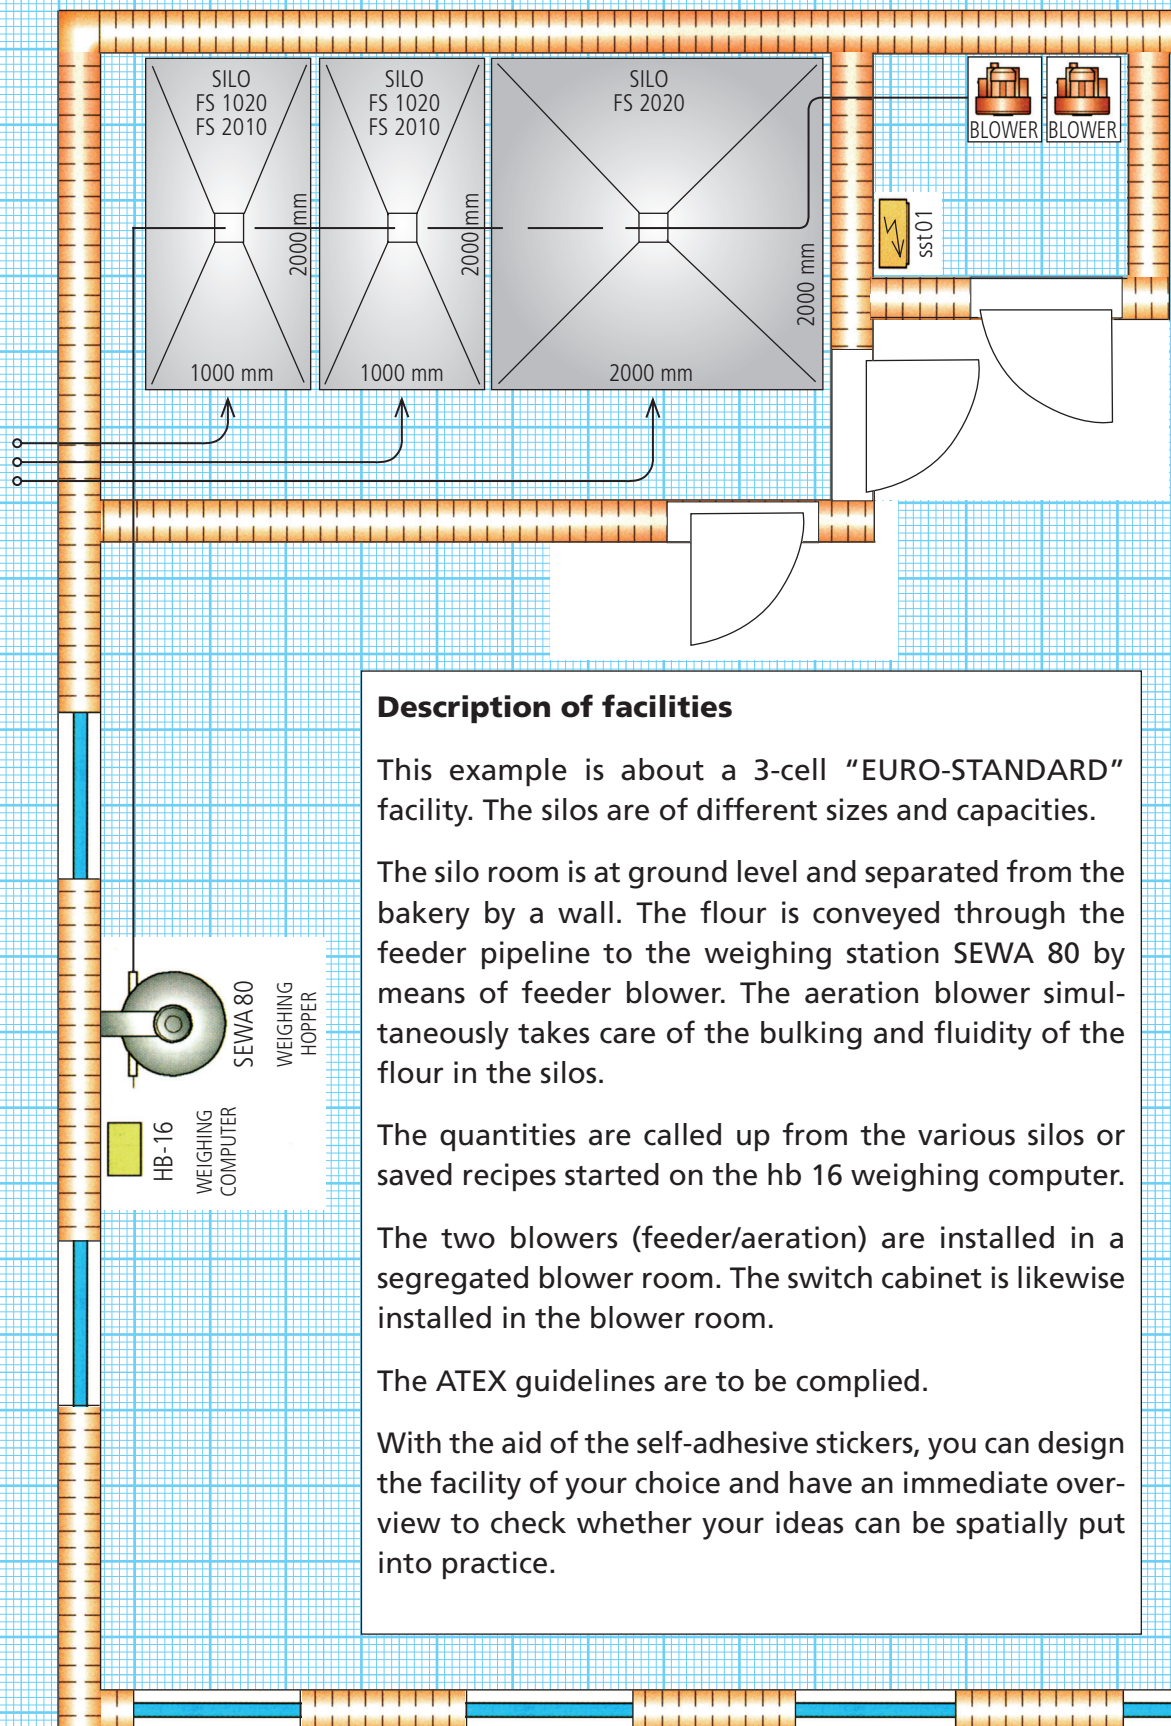 SILO
FS 1020
FS 2010
2000 mm
1000 mm
SILO
FS 1020
FS 2010
2000 mm
1000 mm
SILO
FS 2020
2000 mm
2000 mm
BLOWER
BLOWER
sst01
SEWA 80
WEIGHING
HOPPER
HB-16
WEIGHING
COMPUTER
Description of facilities
This example is about a 3-cell “EURO-STANDARD”
facility. The silos are of different sizes and capacities.
The silo room is at ground level and separated from the
bakery by a wall. The flour is conveyed through the
feeder pipeline to the weighing station SEWA 80 by
means of feeder blower. The aeration blower simul-
taneously takes care of the bulking and fluidity of the
flour in the silos.
The quantities are called up from the various silos or
saved recipes started on the hb 16 weighing computer.
The two blowers (feeder/aeration) are installed in a
segregated blower room. The switch cabinet is likewise
installed in the blower room.
The ATEX guidelines are to be complied.
With the aid of the self-adhesive stickers, you can design
the facility of your choice and have an immediate over-
view to check whether your ideas can be spatially put
into practice.